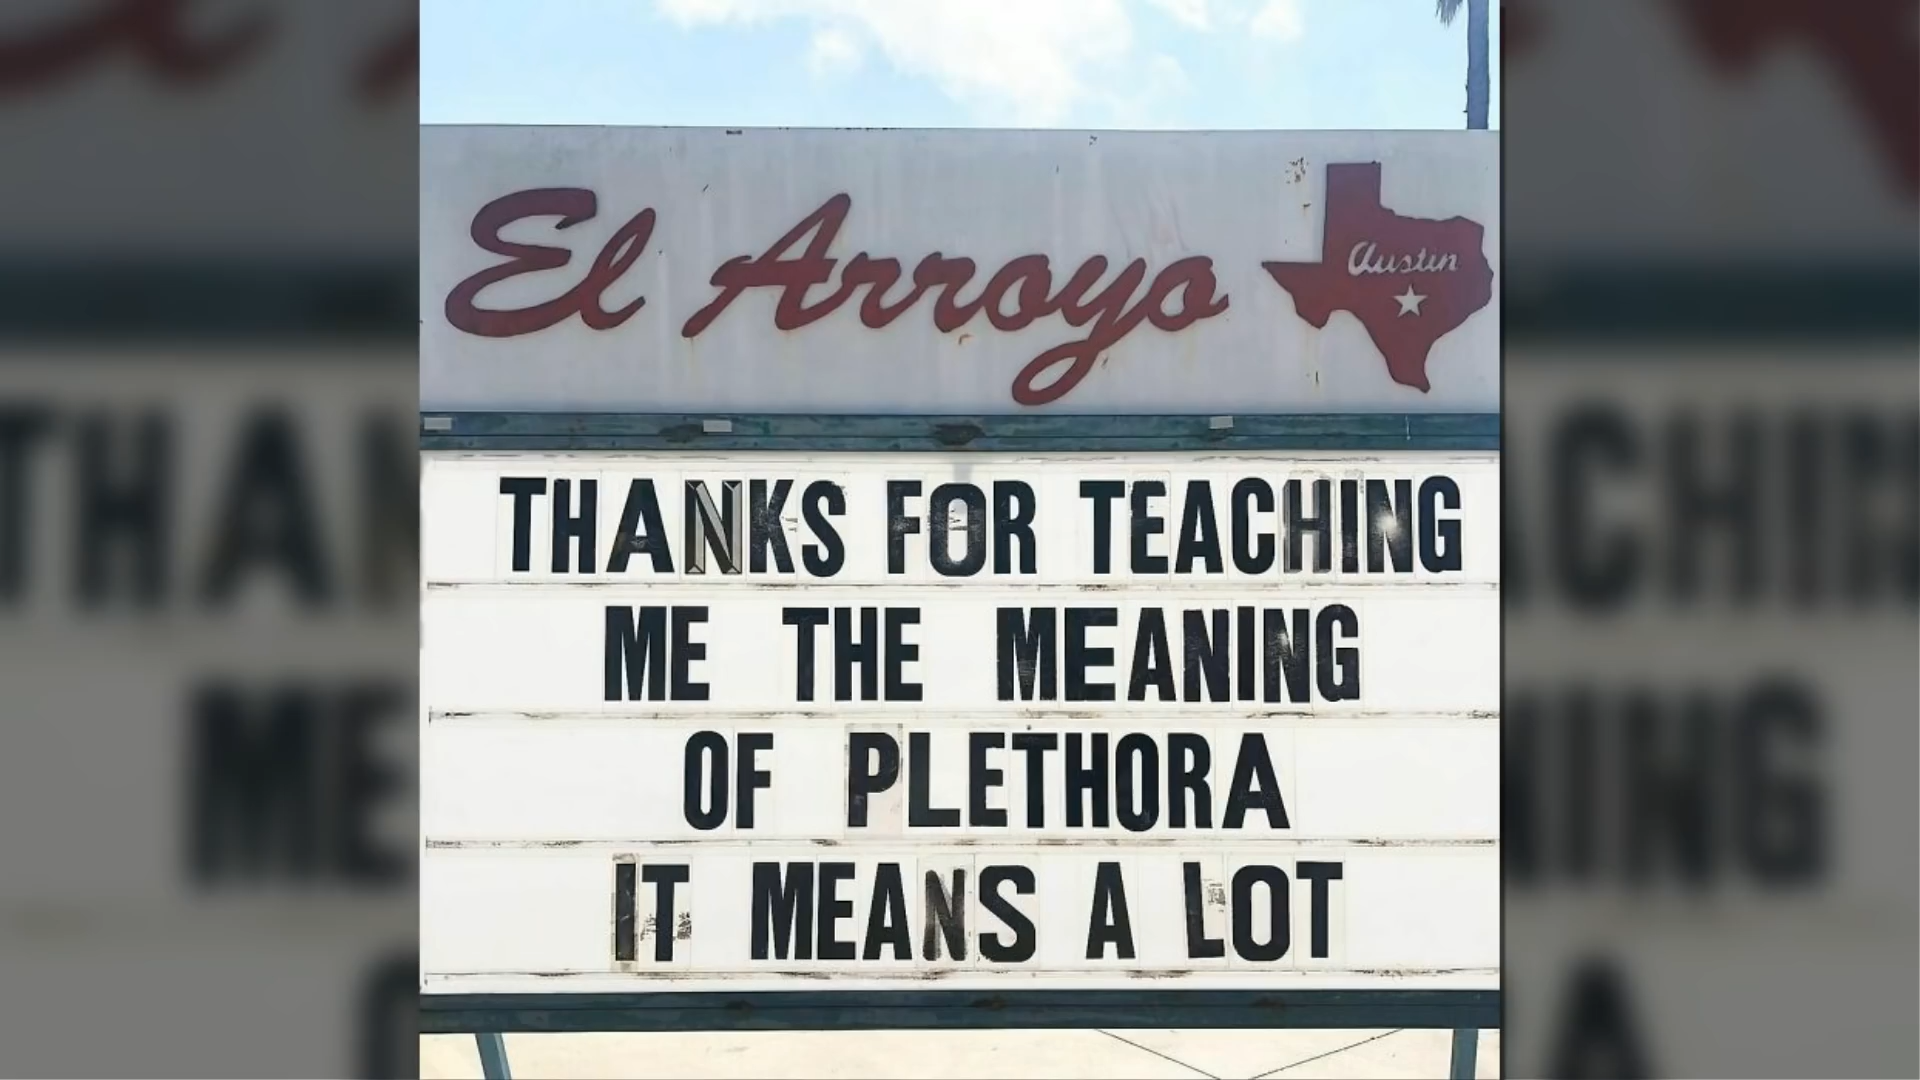 El Arroyo
Austin
THANKS FOR TEACHING
ME THE MEANING
OF PLETHORA
IT MEANS A LOT